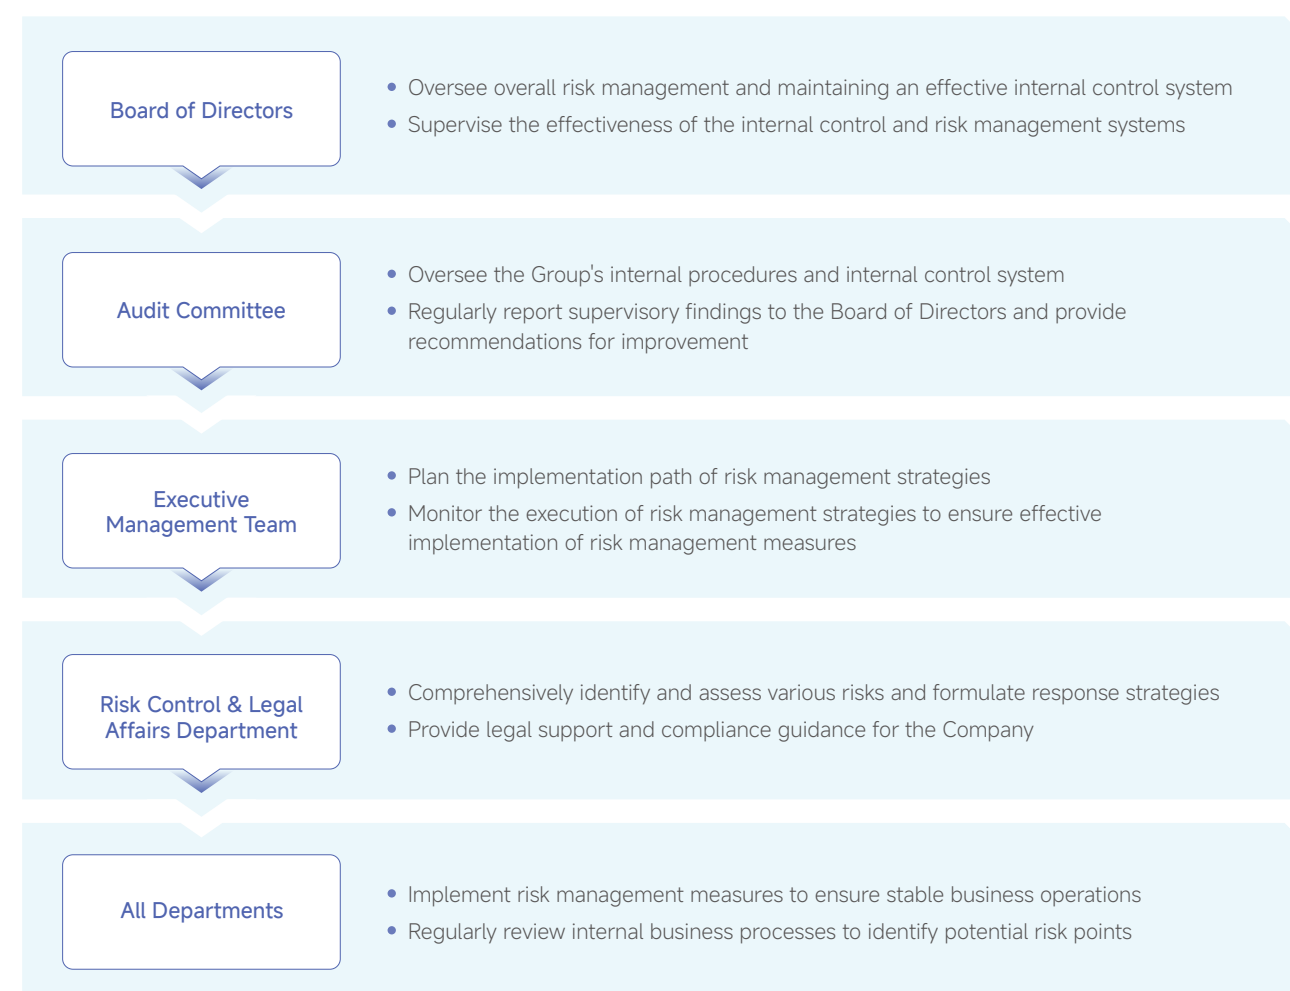 Board of Directors
• Oversee overall risk management and maintaining an effective internal control system
• Supervise the effectiveness of the internal control and risk management systems
Audit Committee
• Oversee the Group's internal procedures and internal control system
• Regularly report supervisory findings to the Board of Directors and provide
recommendations for improvement
Executive
Management Team
• Plan the implementation path of risk management strategies
• Monitor the execution of risk management strategies to ensure effective
implementation of risk management measures
Risk Control & Legal
Affairs Department
• Comprehensively identify and assess various risks and formulate response strategies
• Provide legal support and compliance guidance for the Company
All Departments
• Implement risk management measures to ensure stable business operations
• Regularly review internal business processes to identify potential risk points